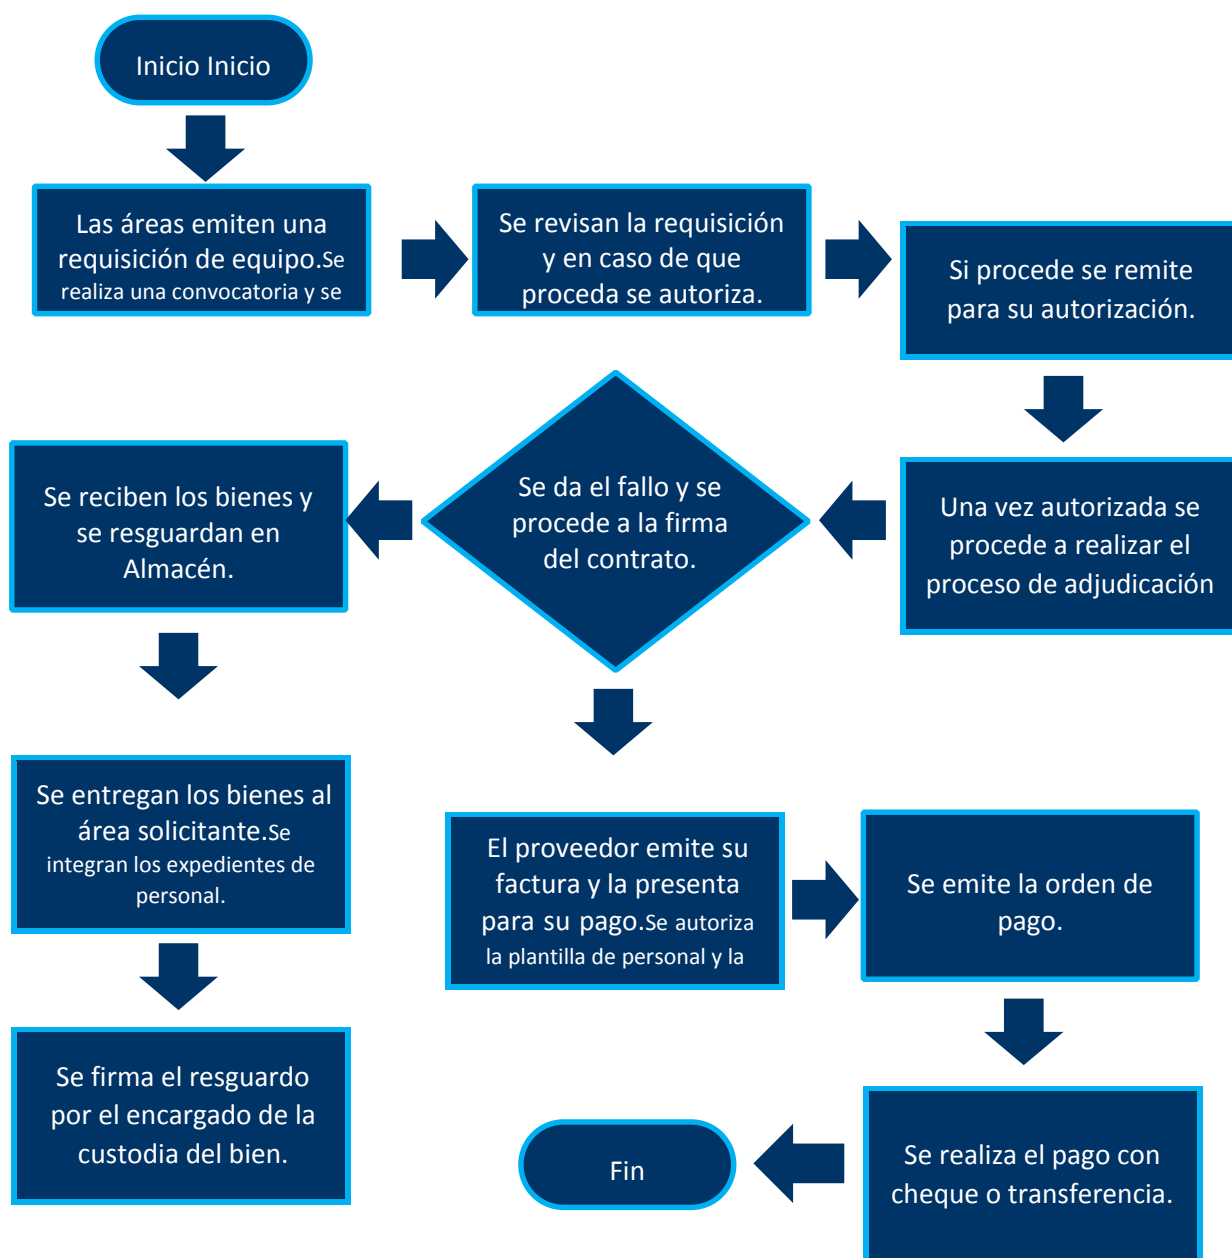 Inicio Inicio
Las áreas emiten una
requisición de equipo.Se
realiza una convocatoria y se
Se revisan la requisición
y en caso de que
proceda se autoriza.
Si procede se remite
para su autorización.
Una vez autorizada se
procede a realizar el
proceso de adjudicación
Se da el fallo y se
procede a la firma
del contrato.
Se reciben los bienes y
se resguardan en
Almacén.
Se entregan los bienes al
área solicitante.Se
integran los expedientes de
personal.
Se firma el resguardo
por el encargado de la
custodia del bien.
El proveedor emite su
factura y la presenta
para su pago.Se autoriza
la plantilla de personal y la
Se emite la orden de
pago.
Se realiza el pago con
cheque o transferencia.
Fin